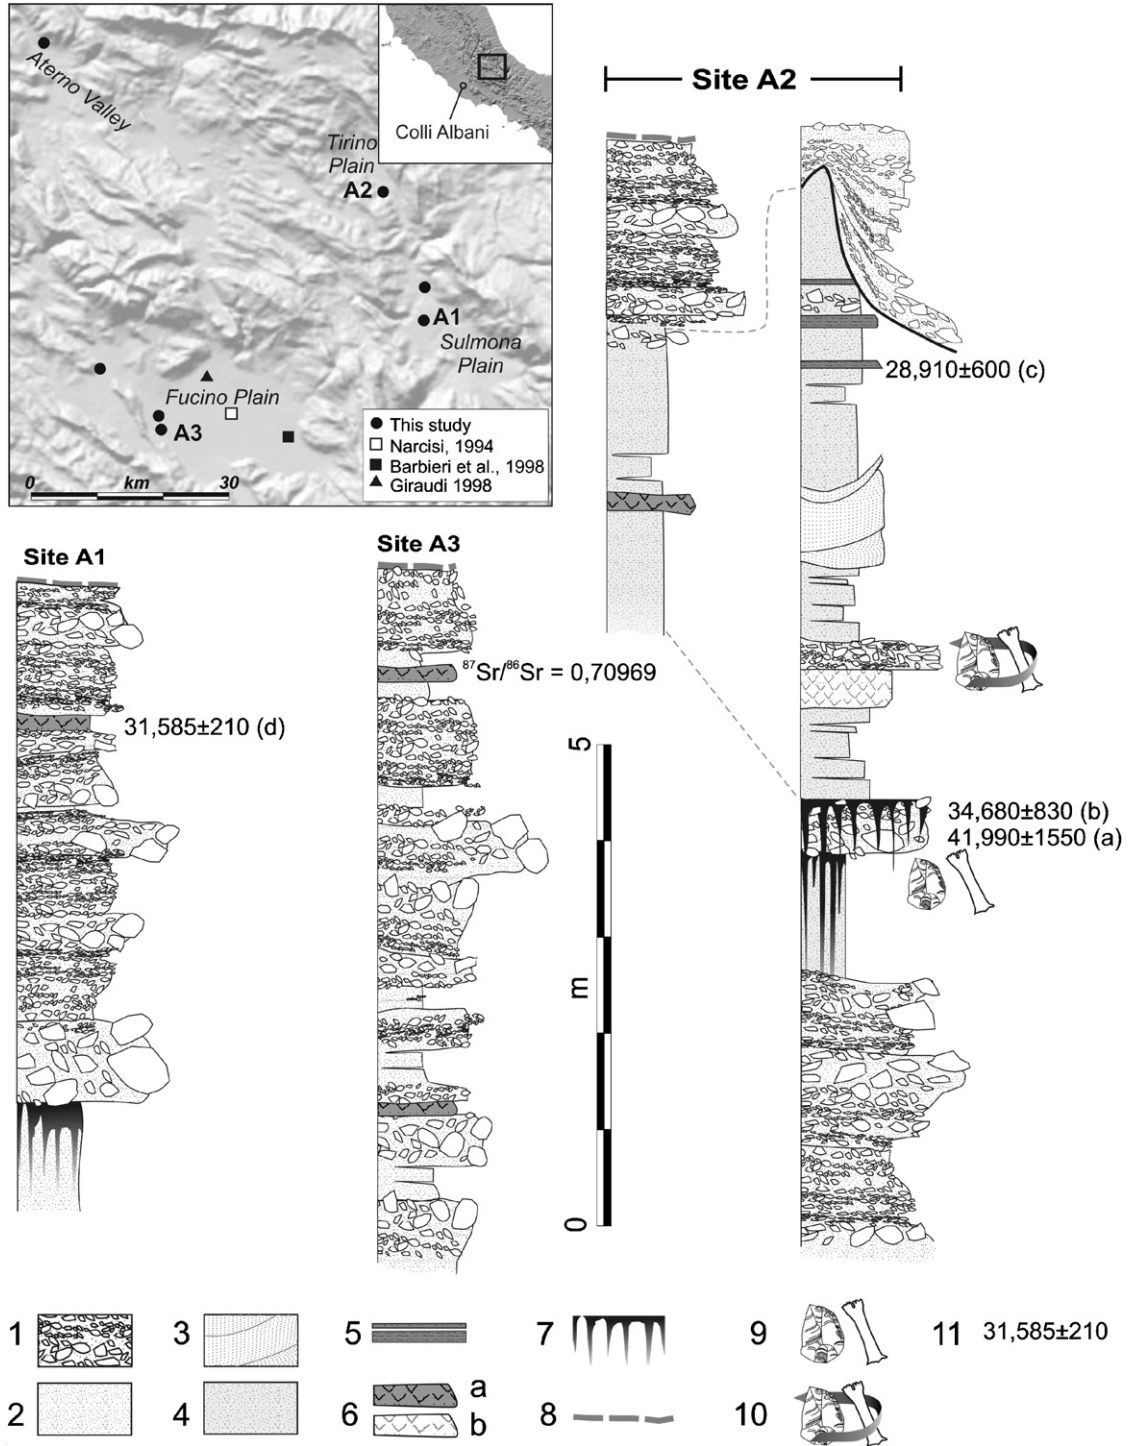 Aterno Valley
Colli Albani
Tirino
Plain
A2
A1
Sulmona
Plain
Fucino Plain
A3
This study
Narcisi, 1994
Barbieri et al., 1998
Giraudi 1998
0 km 30
Site A2
28,910±600 (c)
34,680±830 (b)
41,990±1550 (a)
Site A1
31,585±210 (d)
Site A3
⁸⁷Sr/⁸⁶Sr = 0,70969
5
m
0
1
3
5
7
9
11 31,585±210
2
4
6
a
b
8
10